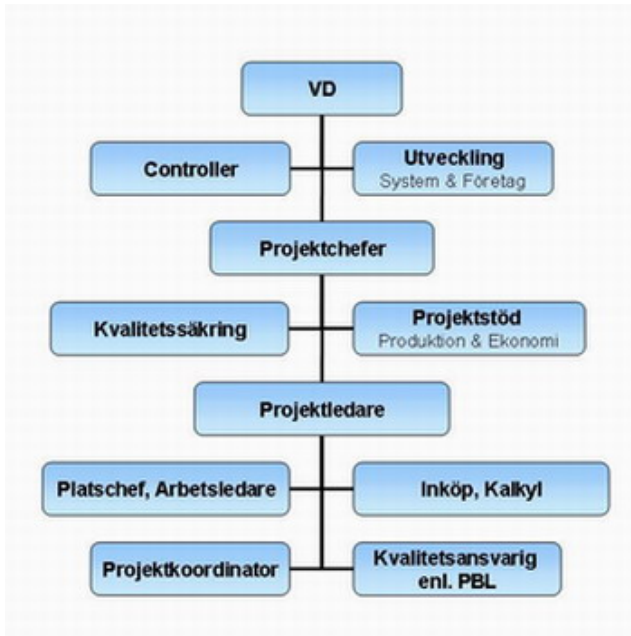 VD
Controller
Utveckling
System & Företag
Projektchefer
Kvalitetssäkring
Projektstöd
Produktion & Ekonomi
Projektledare
Platschef, Arbetsledare
Inköp, Kalkyl
Projektkoordinator
Kvalitetsansvarig
enl. PBL